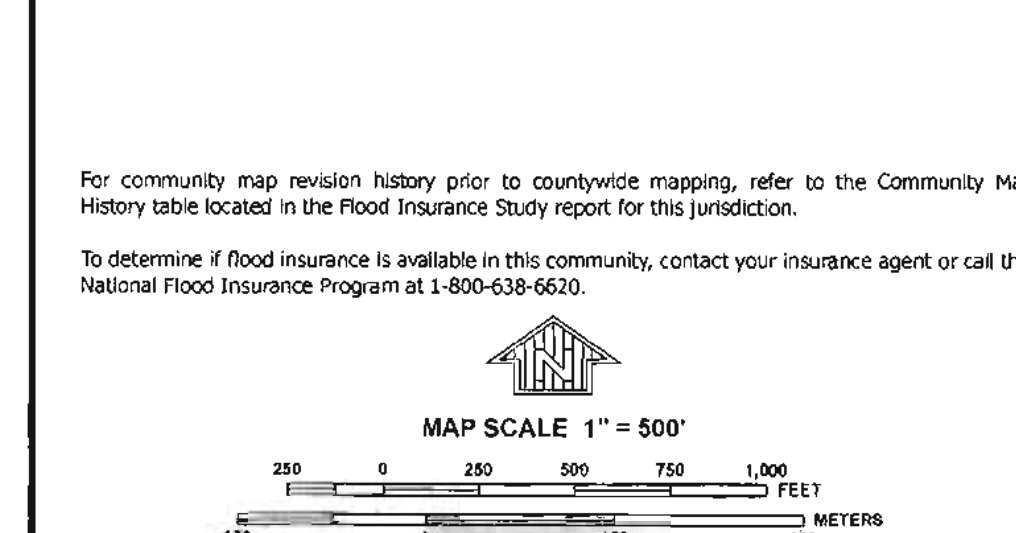 For community map revision history prior to countywide mapping, refer to the Community
History table located in the Flood Insurance Study report for this jurisdiction.
To determine if flood insurance is available in this community, contact your insurance agent or call
National Flood Insurance Program at 1-800-638-6620.
N
MAP SCALE 1" = 500'
250 0 250 500 750 1,000
FEET
METERS